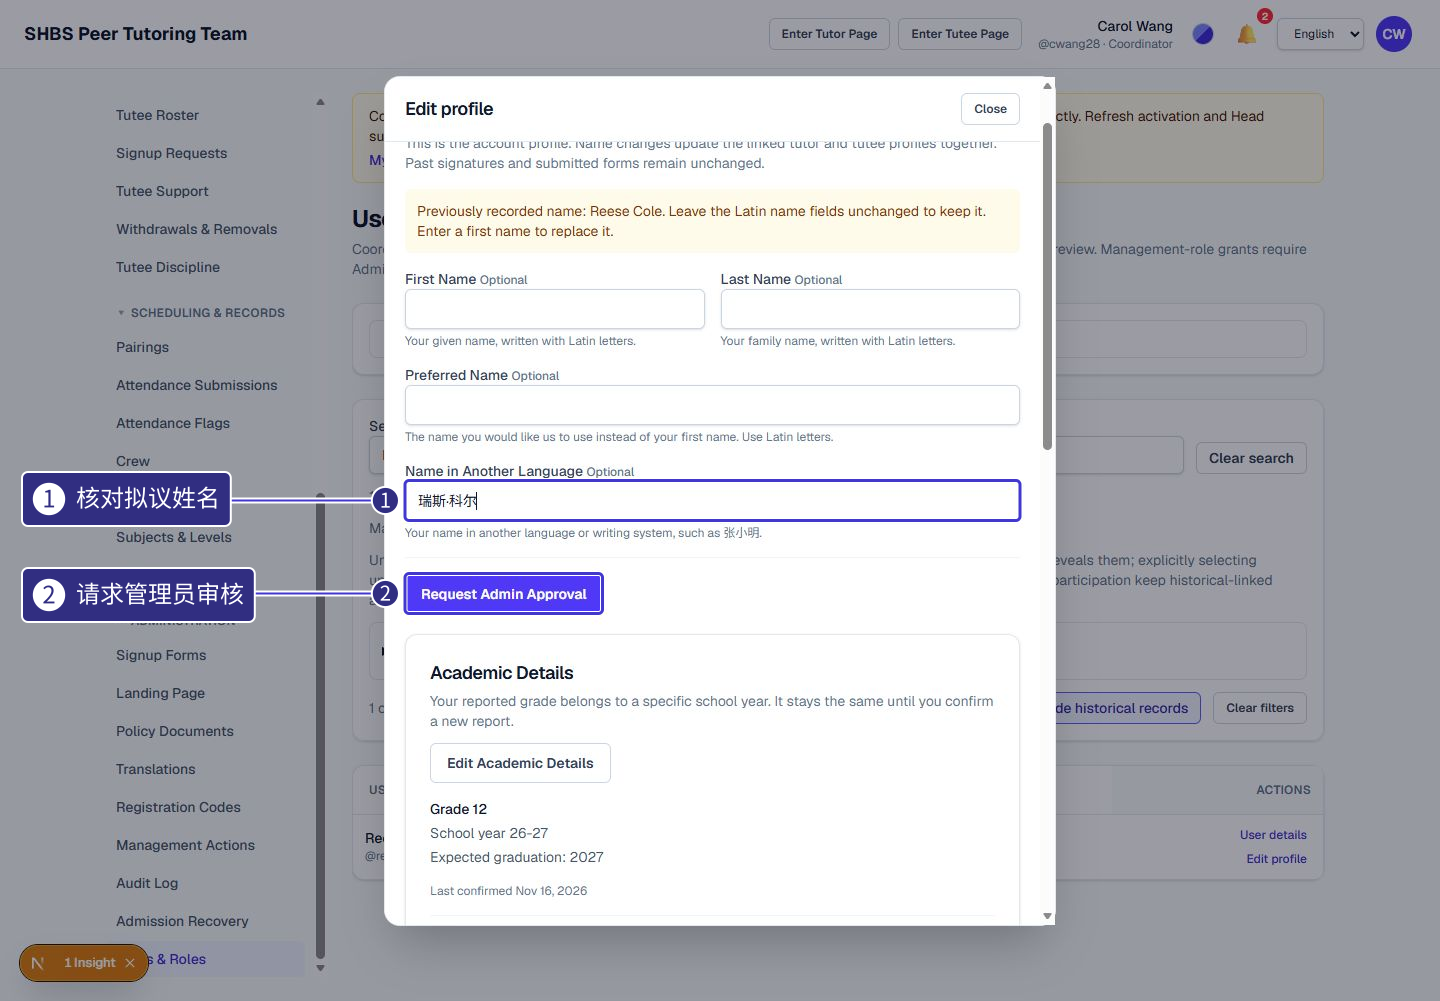 SHBS Peer Tutoring Team
Enter Tutor Page
Enter Tutee Page
Carol Wang
@cwang28 · Coordinator
2
English
CW
Tutee Roster
Signup Requests
Tutee Support
Withdrawals & Removals
Tutee Discipline
SCHEDULING & RECORDS
Pairings
Attendance Submissions
Attendance Flags
Crew
Subjects & Levels
Signup Forms
Landing Page
Policy Documents
Translations
Registration Codes
Management Actions
Audit Log
Admission Recovery
& Roles
1 Insight
1 核对拟议姓名
2 请求管理员审核
Edit profile
Close
This is the account profile. Name changes update the linked tutor and tutee profiles together.
Past signatures and submitted forms remain unchanged.
Previously recorded name: Reese Cole. Leave the Latin name fields unchanged to keep it.
Enter a first name to replace it.
First Name Optional
Last Name Optional
Your given name, written with Latin letters.
Your family name, written with Latin letters.
Preferred Name Optional
The name you would like us to use instead of your first name. Use Latin letters.
Name in Another Language Optional
1
瑞斯·科尔
Your name in another language or writing system, such as 张小明.
2
Request Admin Approval
Academic Details
Your reported grade belongs to a specific school year. It stays the same until you confirm
a new report.
Edit Academic Details
Grade 12
School year 26-27
Expected graduation: 2027
Last confirmed Nov 16, 2026
ctly. Refresh activation and Head
review. Management-role grants require
Clear search
eveals them; explicitly selecting
participation keep historical-linked
de historical records
Clear filters
ACTIONS
User details
Edit profile